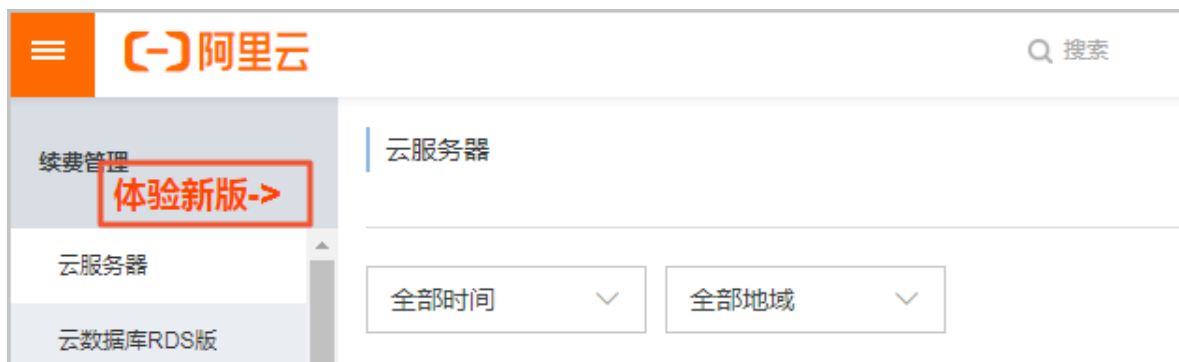 阿里云
搜索
续费管理
体验新版->
云服务器
云服务器
全部时间
全部地域
云数据库RDS版